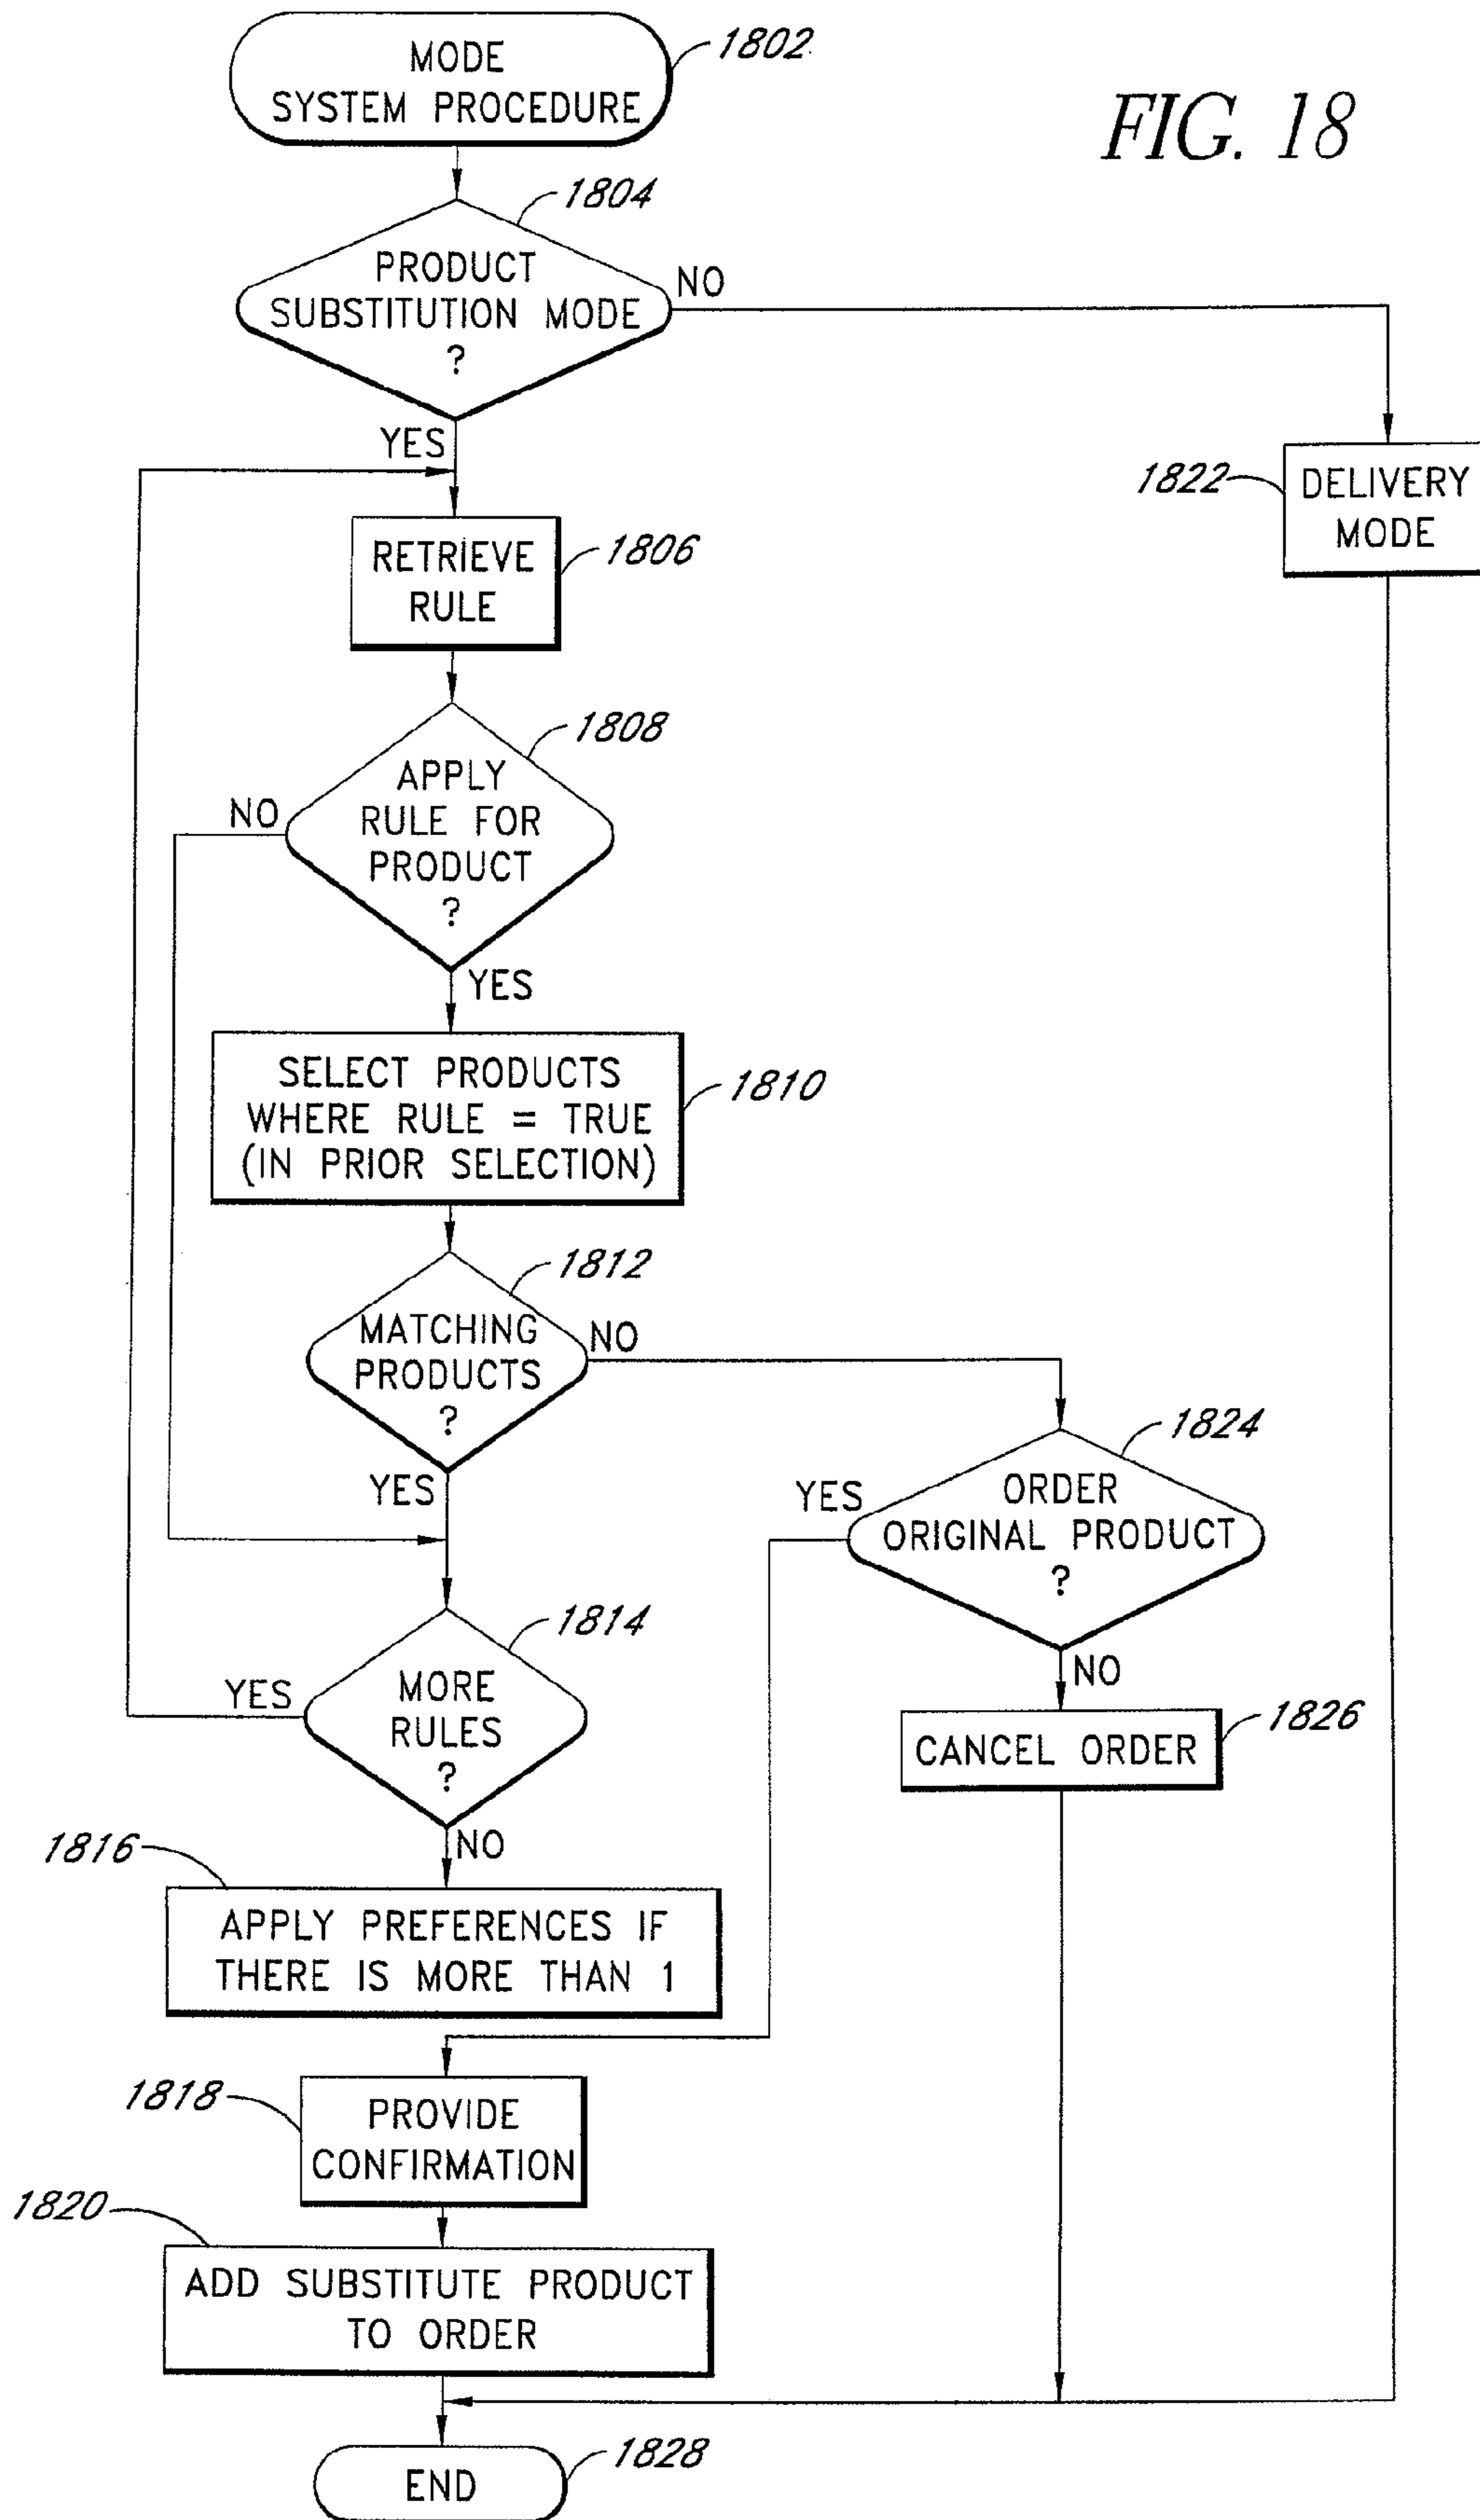 MODE
SYSTEM PROCEDURE
1802
FIG. 18
1804
PRODUCT
SUBSTITUTION MODE
?
NO
YES
1822
DELIVERY
MODE
RETRIEVE
RULE
1806
1808
APPLY
RULE FOR
PRODUCT
?
NO
YES
SELECT PRODUCTS
WHERE RULE = TRUE
(IN PRIOR SELECTION)
1810
1812
MATCHING
PRODUCTS
?
NO
YES
1824
ORDER
ORIGINAL PRODUCT
?
YES
NO
1814
MORE
RULES
?
YES
NO
CANCEL ORDER
1826
1816
APPLY PREFERENCES IF
THERE IS MORE THAN 1
1818
PROVIDE
CONFIRMATION
1820
ADD SUBSTITUTE PRODUCT
TO ORDER
END
1828